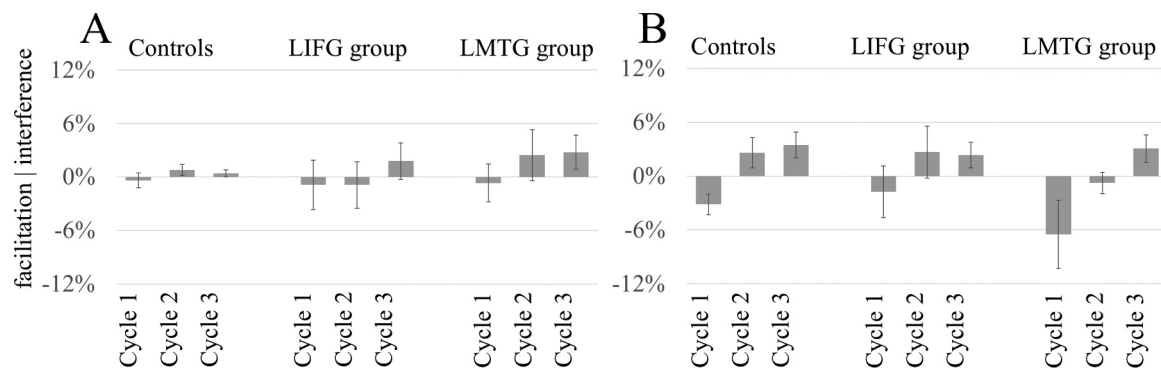 A
B
Controls
LIFG group
LMTG group
Controls
LIFG group
LMTG group
facilitation | interference
12%
6%
0%
-6%
-12%
12%
6%
0%
-6%
-12%
Cycle 1
Cycle 2
Cycle 3
Cycle 1
Cycle 2
Cycle 3
Cycle 1
Cycle 2
Cycle 3
Cycle 1
Cycle 2
Cycle 3
Cycle 1
Cycle 2
Cycle 3
Cycle 1
Cycle 2
Cycle 3